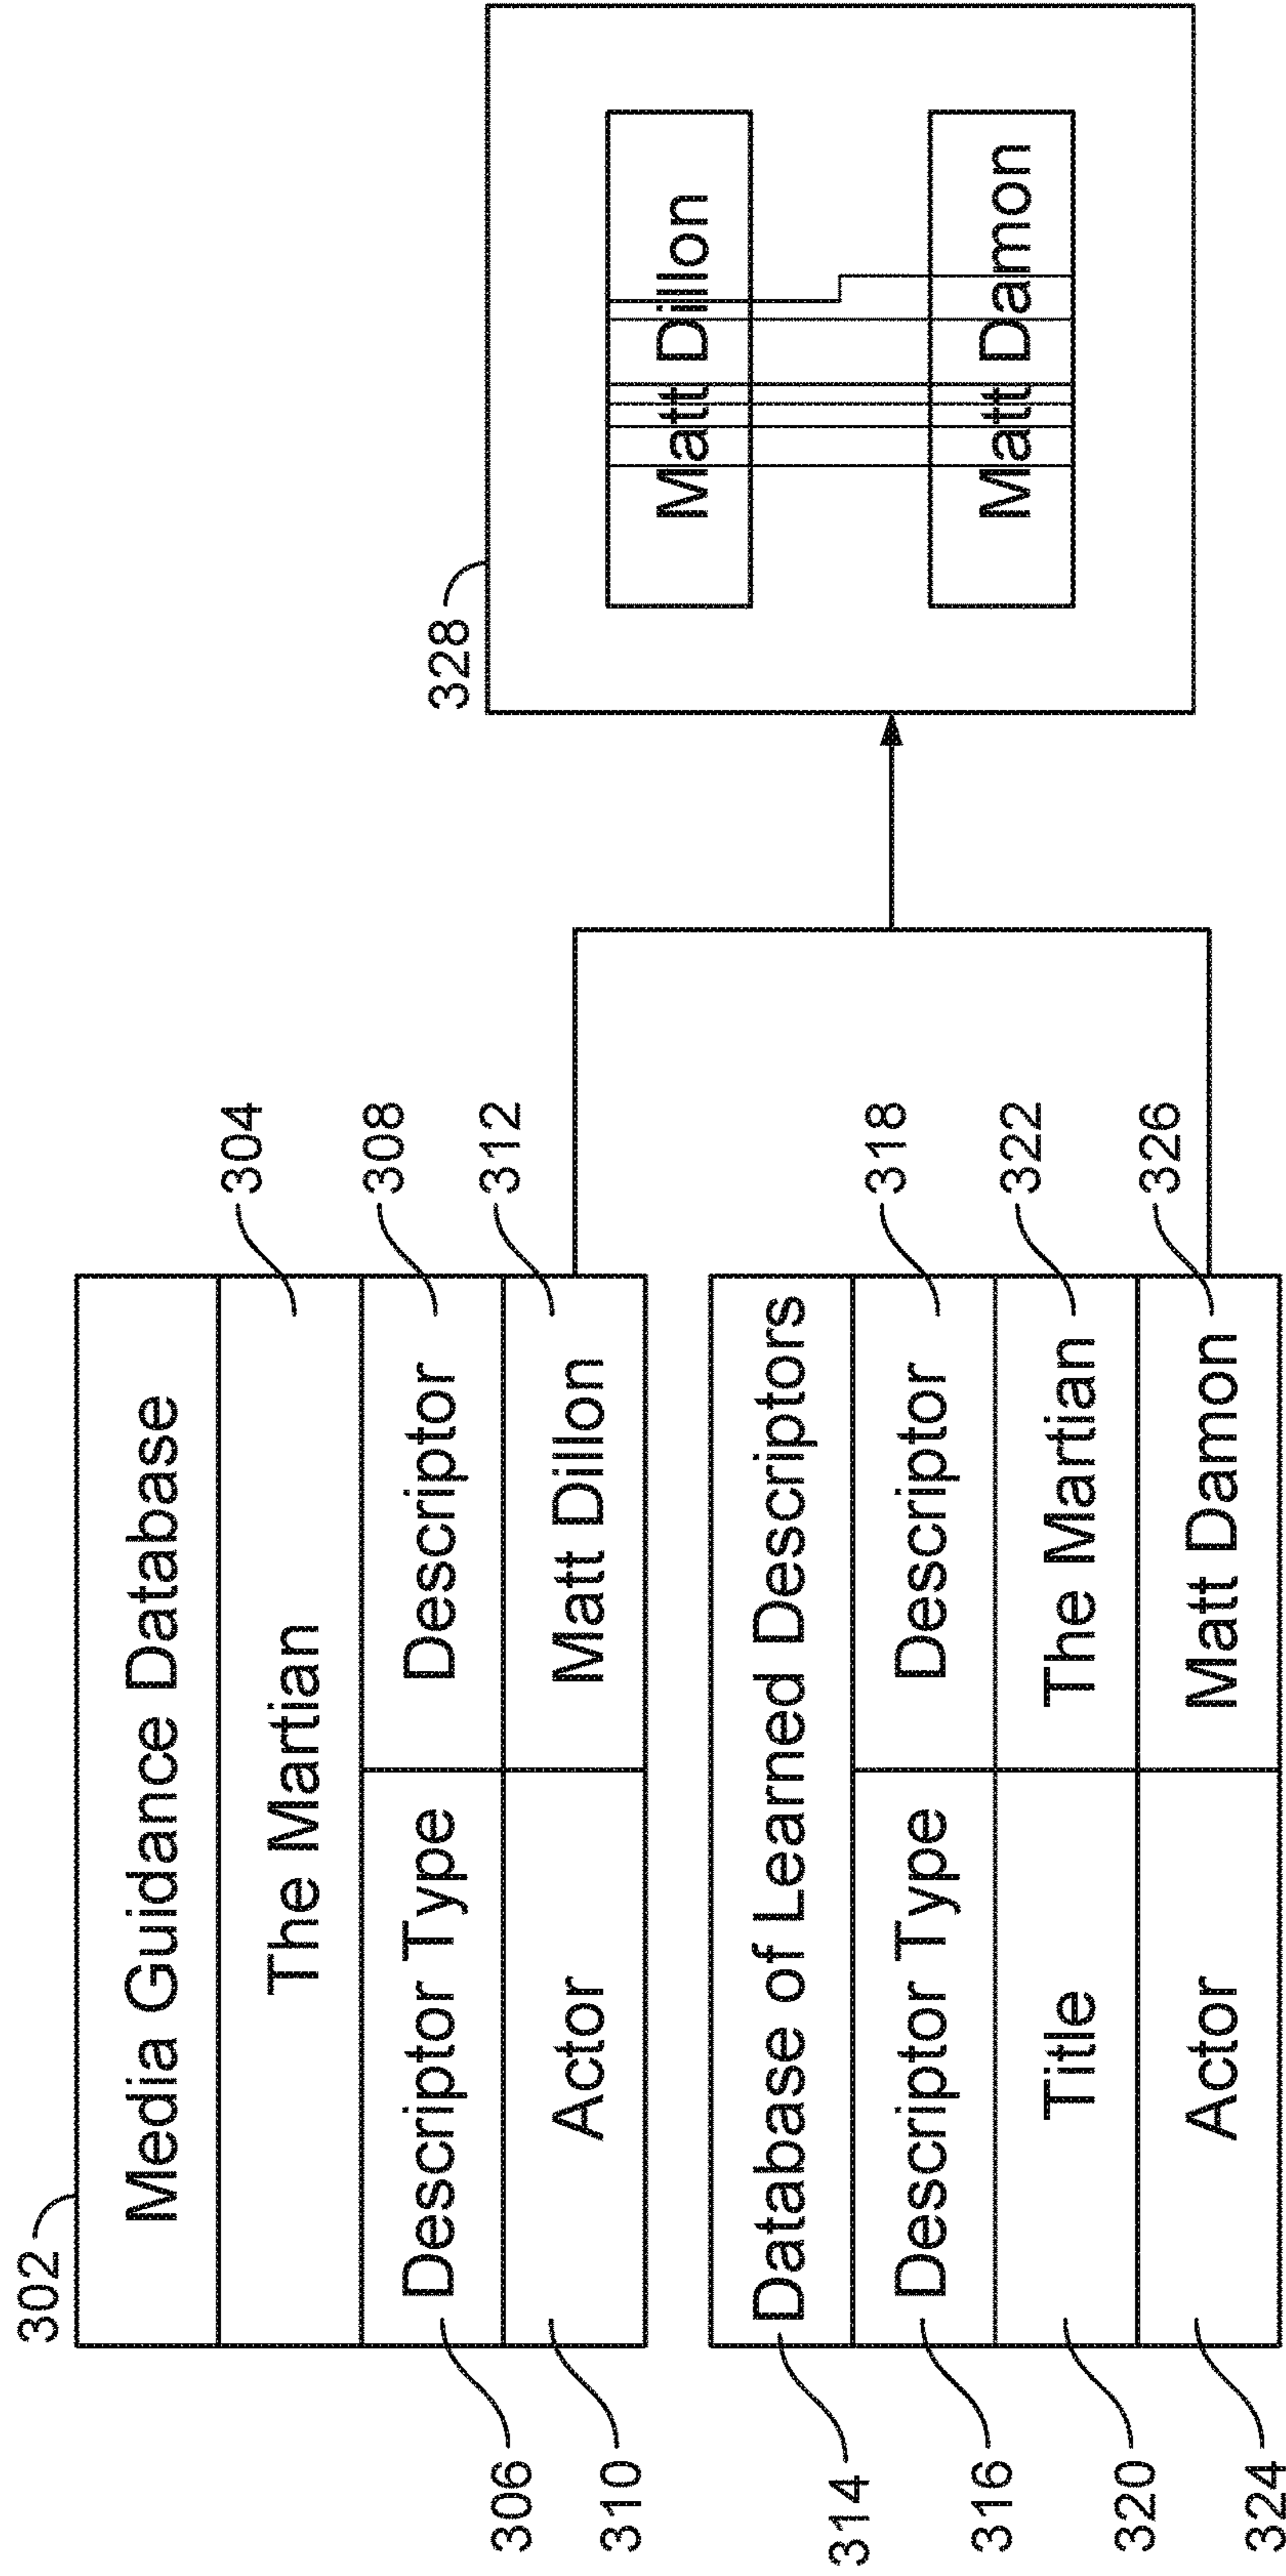 302
Media Guidance Database
The Martian
304
Descriptor Type
Descriptor
306
308
Actor
Matt Dillon
310
312
Database of Learned Descriptors
314
Descriptor Type
Descriptor
316
318
Title
The Martian
320
322
Actor
Matt Damon
324
326
328
Matt Dillon
Matt Damon